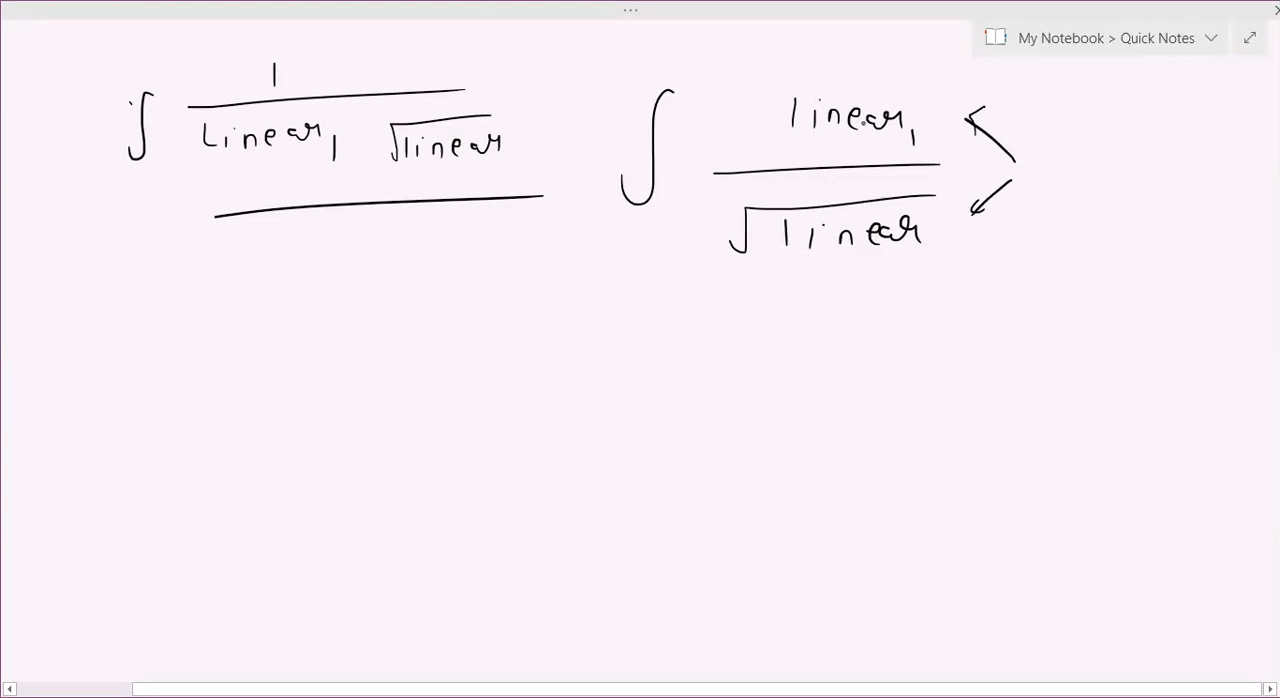 My Notebook > Quick Notes
∫ 1 / Linear₁ √linear
∫ linear₁ / √linear